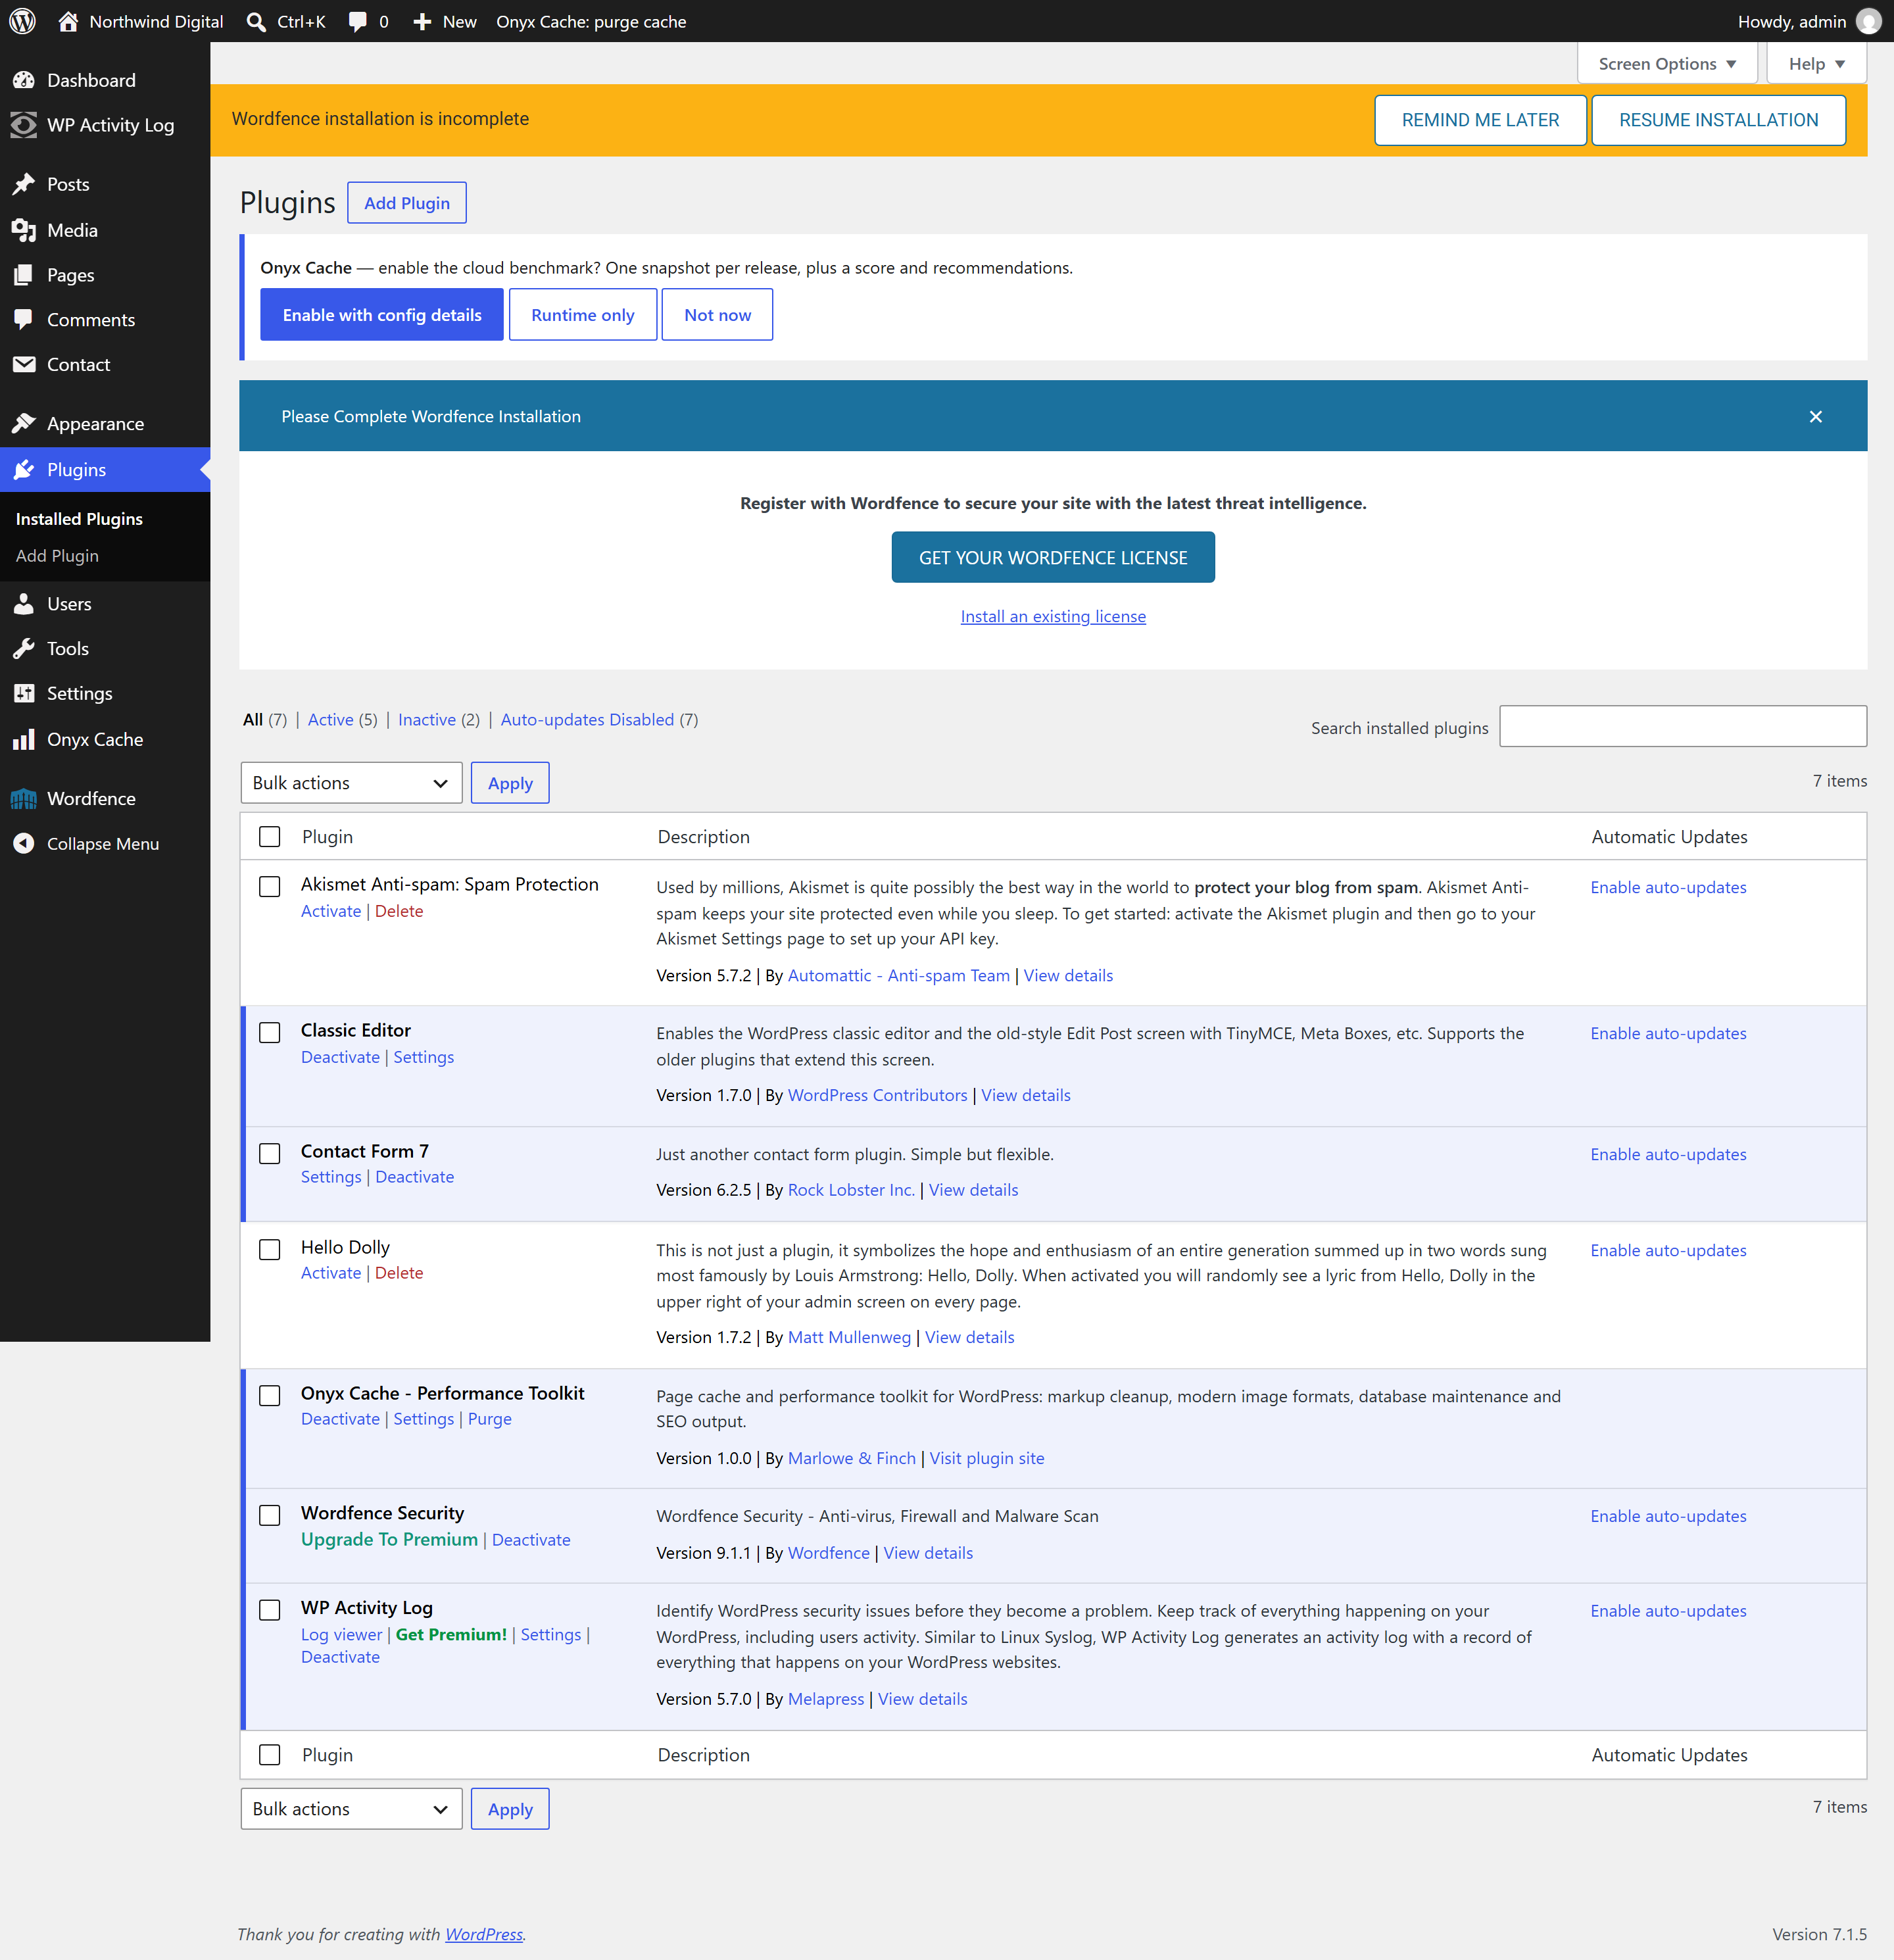 Northwind Digital
Ctrl+K
0
New
Onyx Cache: purge cache
Howdy, admin
Dashboard
WP Activity Log
Posts
Media
Pages
Comments
Contact
Appearance
Plugins
Installed Plugins
Add Plugin
Users
Tools
Settings
Onyx Cache
Wordfence
Collapse Menu
Screen Options
Help
Wordfence installation is incomplete
REMIND ME LATER
RESUME INSTALLATION
Plugins
Add Plugin
Onyx Cache — enable the cloud benchmark? One snapshot per release, plus a score and recommendations.
Enable with config details
Runtime only
Not now
Please Complete Wordfence Installation
Register with Wordfence to secure your site with the latest threat intelligence.
GET YOUR WORDFENCE LICENSE
Install an existing license
All (7) | Active (5) | Inactive (2) | Auto-updates Disabled (7)
Search installed plugins
Bulk actions
Apply
7 items
Plugin
Description
Automatic Updates
Akismet Anti-spam: Spam Protection
Activate | Delete
Used by millions, Akismet is quite possibly the best way in the world to protect your blog from spam. Akismet Anti-
spam keeps your site protected even while you sleep. To get started: activate the Akismet plugin and then go to your
Akismet Settings page to set up your API key.
Version 5.7.2 | By Automattic - Anti-spam Team | View details
Enable auto-updates
Classic Editor
Deactivate | Settings
Enables the WordPress classic editor and the old-style Edit Post screen with TinyMCE, Meta Boxes, etc. Supports the
older plugins that extend this screen.
Version 1.7.0 | By WordPress Contributors | View details
Enable auto-updates
Contact Form 7
Settings | Deactivate
Just another contact form plugin. Simple but flexible.
Version 6.2.5 | By Rock Lobster Inc. | View details
Enable auto-updates
Hello Dolly
Activate | Delete
This is not just a plugin, it symbolizes the hope and enthusiasm of an entire generation summed up in two words sung
most famously by Louis Armstrong: Hello, Dolly. When activated you will randomly see a lyric from Hello, Dolly in the
upper right of your admin screen on every page.
Version 1.7.2 | By Matt Mullenweg | View details
Enable auto-updates
Onyx Cache - Performance Toolkit
Deactivate | Settings | Purge
Page cache and performance toolkit for WordPress: markup cleanup, modern image formats, database maintenance and
SEO output.
Version 1.0.0 | By Marlowe & Finch | Visit plugin site
Wordfence Security
Upgrade To Premium | Deactivate
Wordfence Security - Anti-virus, Firewall and Malware Scan
Version 9.1.1 | By Wordfence | View details
Enable auto-updates
WP Activity Log
Log viewer | Get Premium! | Settings |
Deactivate
Identify WordPress security issues before they become a problem. Keep track of everything happening on your
WordPress, including users activity. Similar to Linux Syslog, WP Activity Log generates an activity log with a record of
everything that happens on your WordPress websites.
Version 5.7.0 | By Melapress | View details
Enable auto-updates
Plugin
Description
Automatic Updates
Bulk actions
Apply
7 items
Thank you for creating with WordPress.
Version 7.1.5